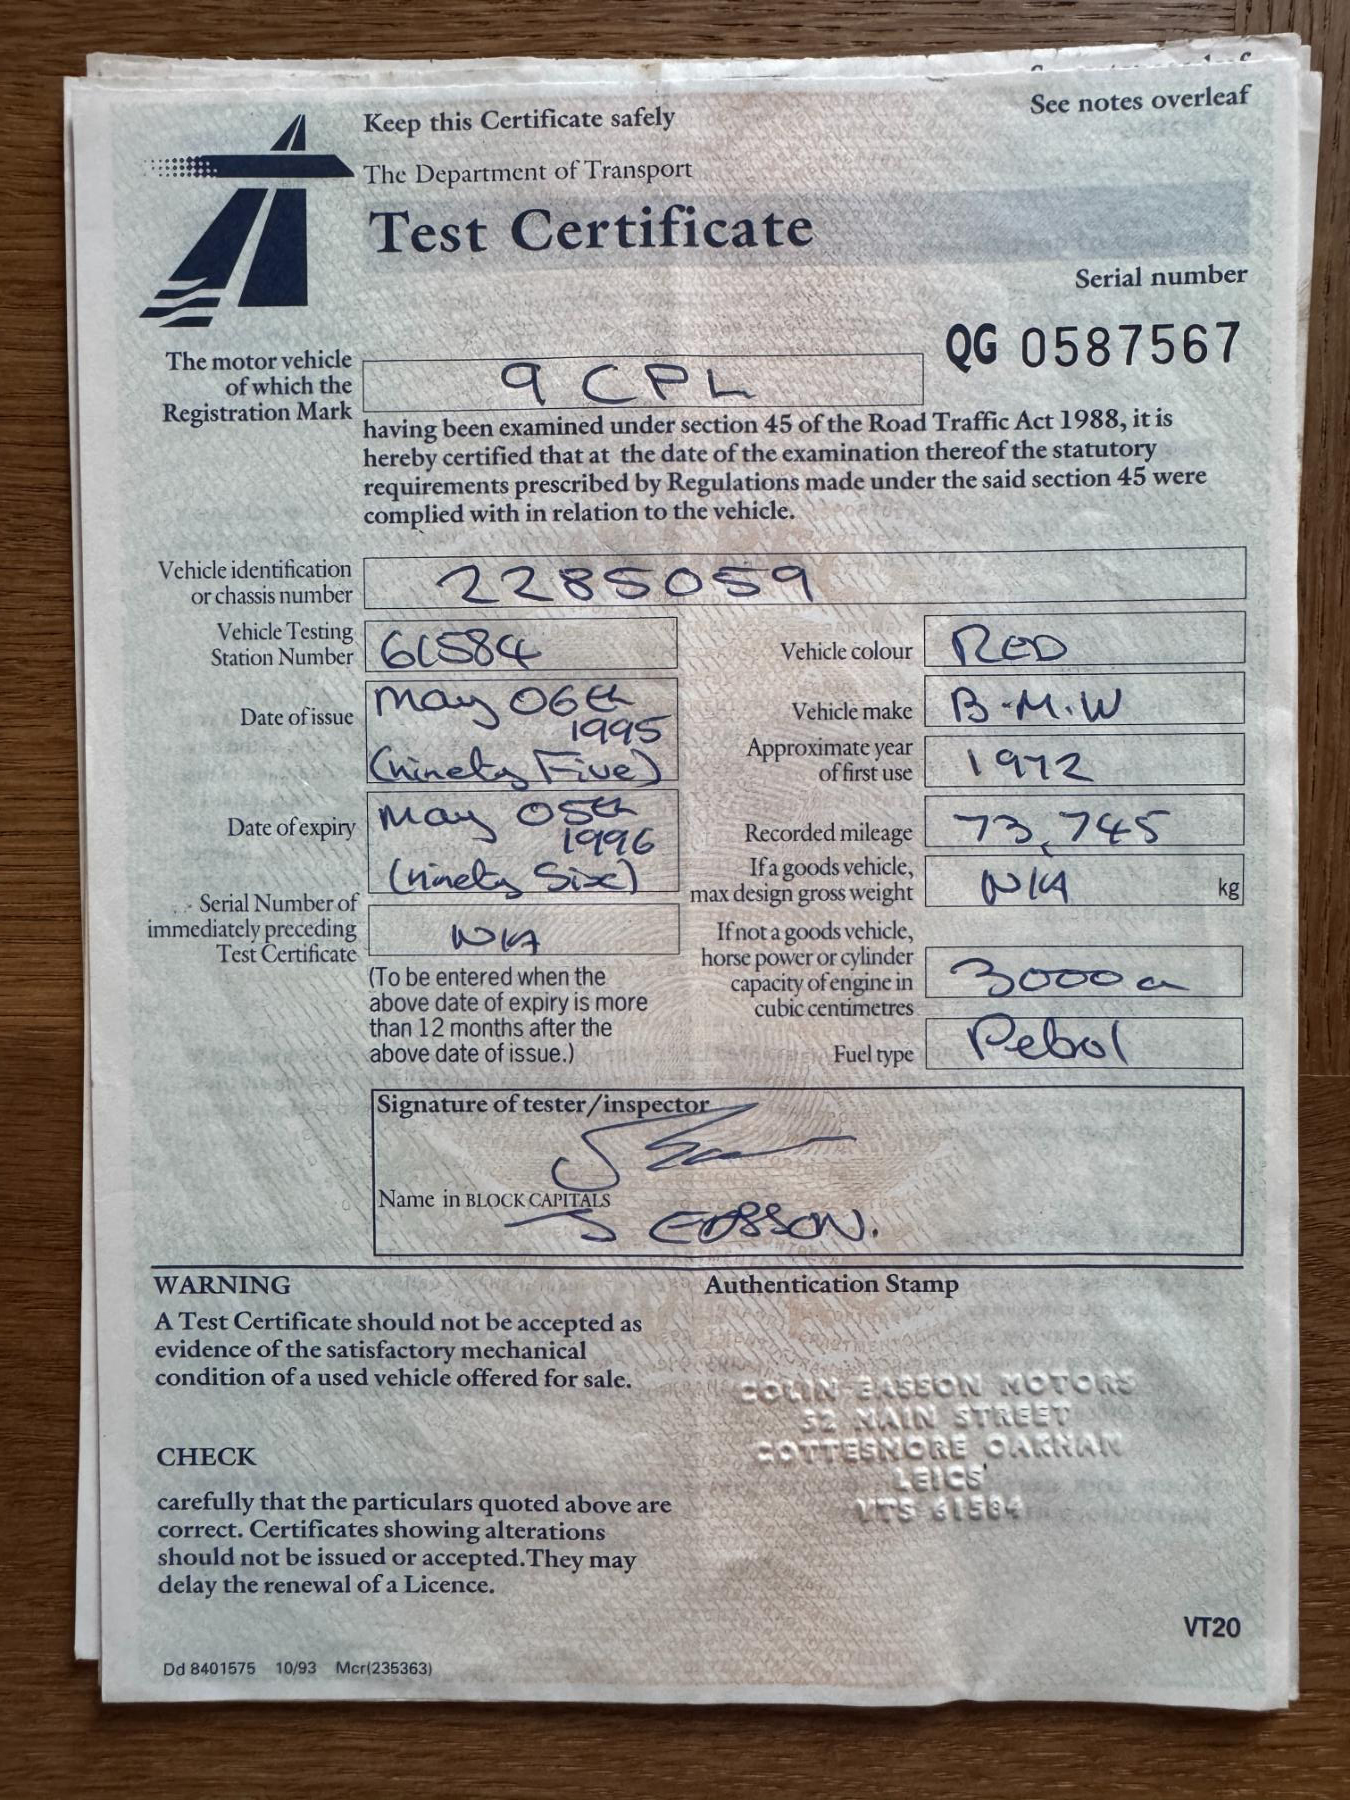 See notes overleaf
Keep this Certificate safely
The Department of Transport
Test Certificate
Serial number
QG 0587567
The motor vehicle
of which the
Registration Mark
9 CPL
having been examined under section 45 of the Road Traffic Act 1988, it is
hereby certified that at the date of the examination thereof the statutory
requirements prescribed by Regulations made under the said section 45 were
complied with in relation to the vehicle.
Vehicle identification
or chassis number
2285059
Vehicle Testing
Station Number
61584
Vehicle colour
RED
Date of issue
May 06th
1995
(Ninety Five)
Vehicle make
B.M.W
Approximate year
of first use
1972
Date of expiry
May 05th
1996
(Ninety Six)
Recorded mileage
73,745
If a goods vehicle,
max design gross weight
N/A
kg
Serial Number of
immediately preceding
Test Certificate
N/A
(To be entered when the
above date of expiry is more
than 12 months after the
above date of issue.)
If not a goods vehicle,
horse power or cylinder
capacity of engine in
cubic centimetres
3000cc
Fuel type
Petrol
Signature of tester/inspector
Name in BLOCK CAPITALS
J EASSON.
WARNING
A Test Certificate should not be accepted as
evidence of the satisfactory mechanical
condition of a used vehicle offered for sale.
CHECK
carefully that the particulars quoted above are
correct. Certificates showing alterations
should not be issued or accepted.They may
delay the renewal of a Licence.
Authentication Stamp
COLIN EASSON MOTORS
52 MAIN STREET
COTTESMORE OAKHAM
LEICS
VTS 61584
VT20
Dd 8401575 10/93 Mcr(235363)